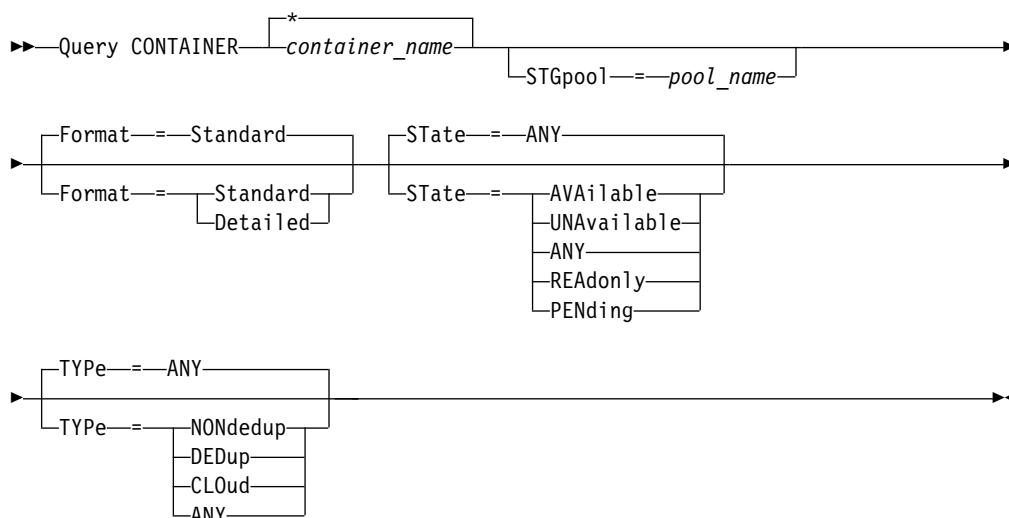 *
Query CONTAINER container_name
STGpool = pool_name
Format = Standard STate = ANY
Format = Standard STate = AVAilable
Detailed UNAvailable
ANY
REAdonly
PENding
TYPe = ANY
TYPe = NONdedup
DEDup
CLOud
ANY